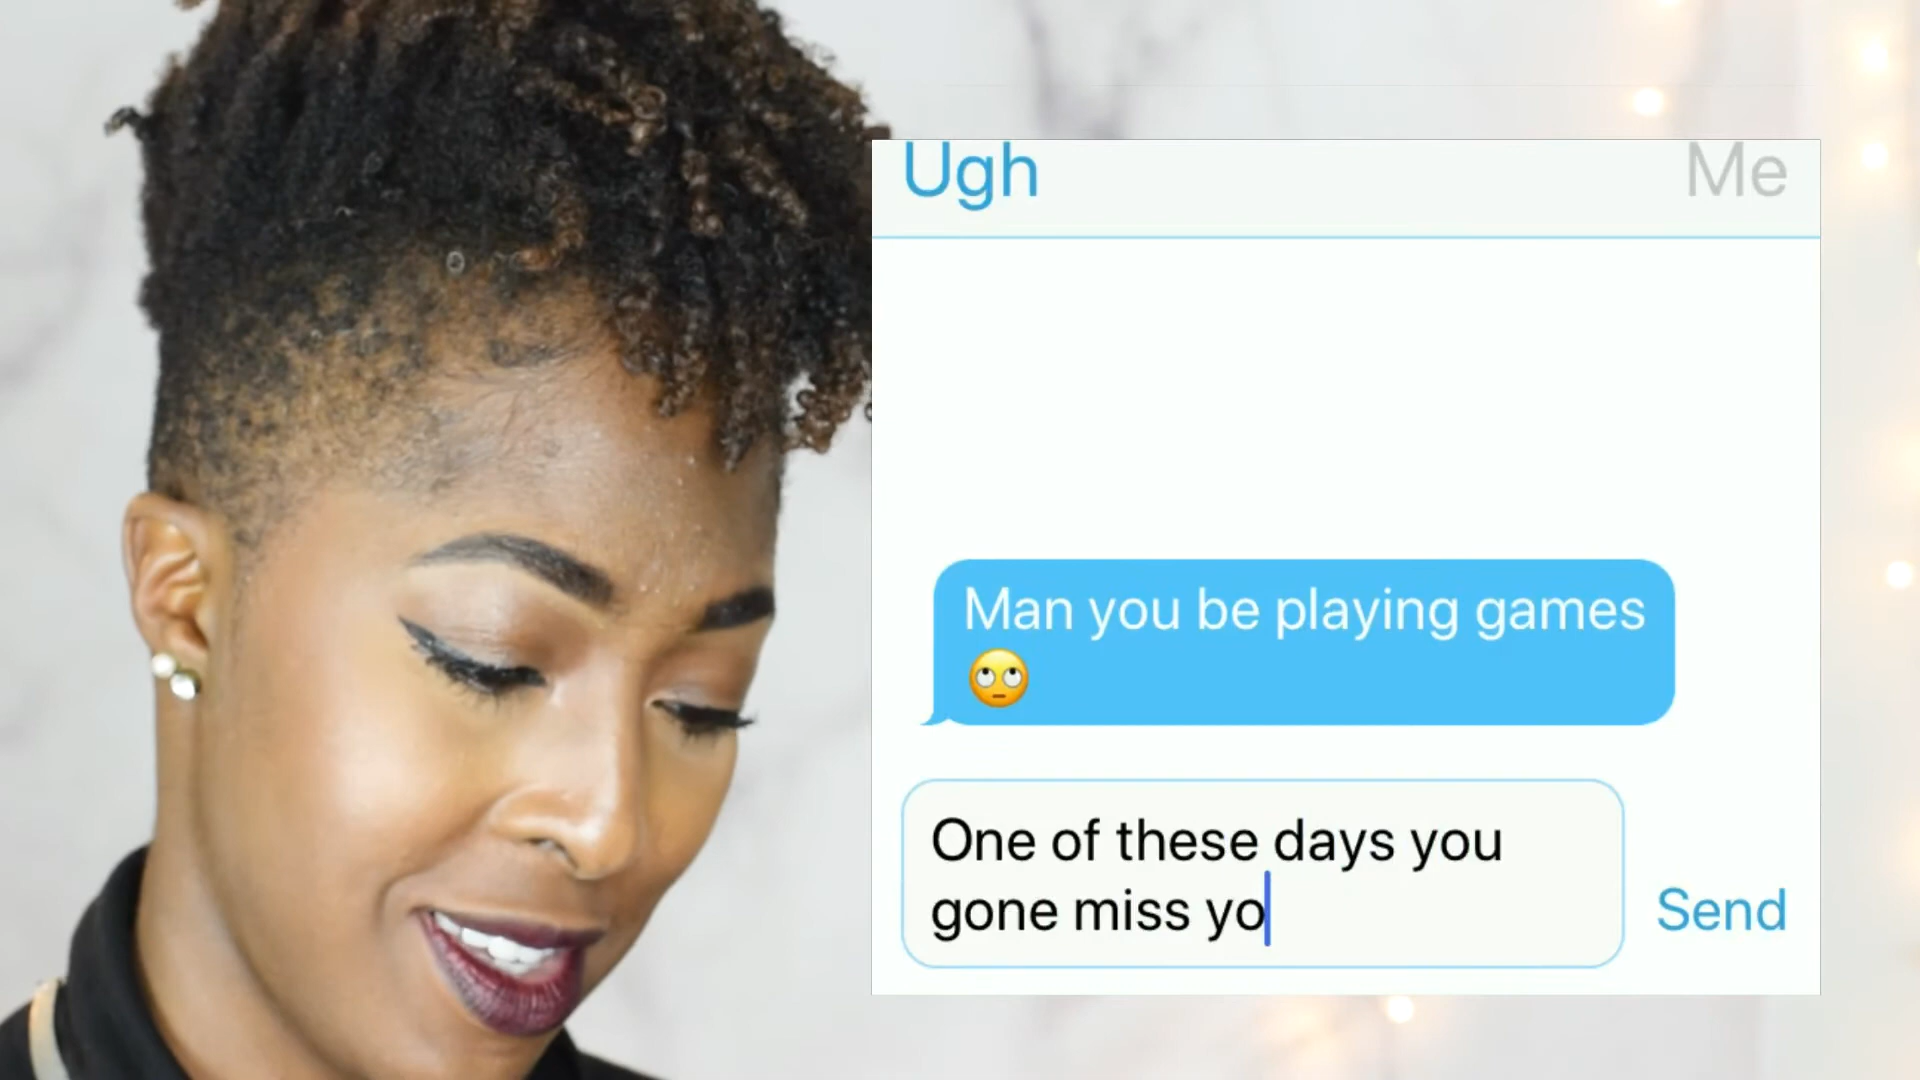 Ugh
Me
Man you be playing games
🙄
One of these days you
gone miss yo
Send